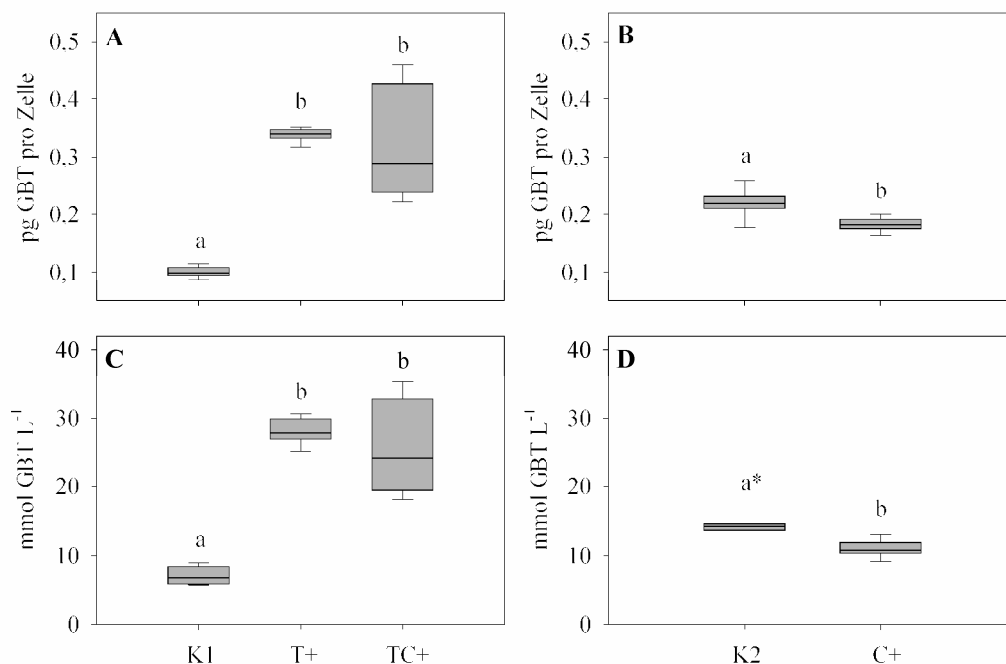 A
pg GBT pro Zelle
0,5
0,4
0,3
0,2
0,1
a
b
b
B
pg GBT pro Zelle
0,5
0,4
0,3
0,2
0,1
a
b
C
mmol GBT L⁻¹
40
30
20
10
0
a
b
b
K1 T+ TC+
D
mmol GBT L⁻¹
40
30
20
10
0
a*
b
K2 C+